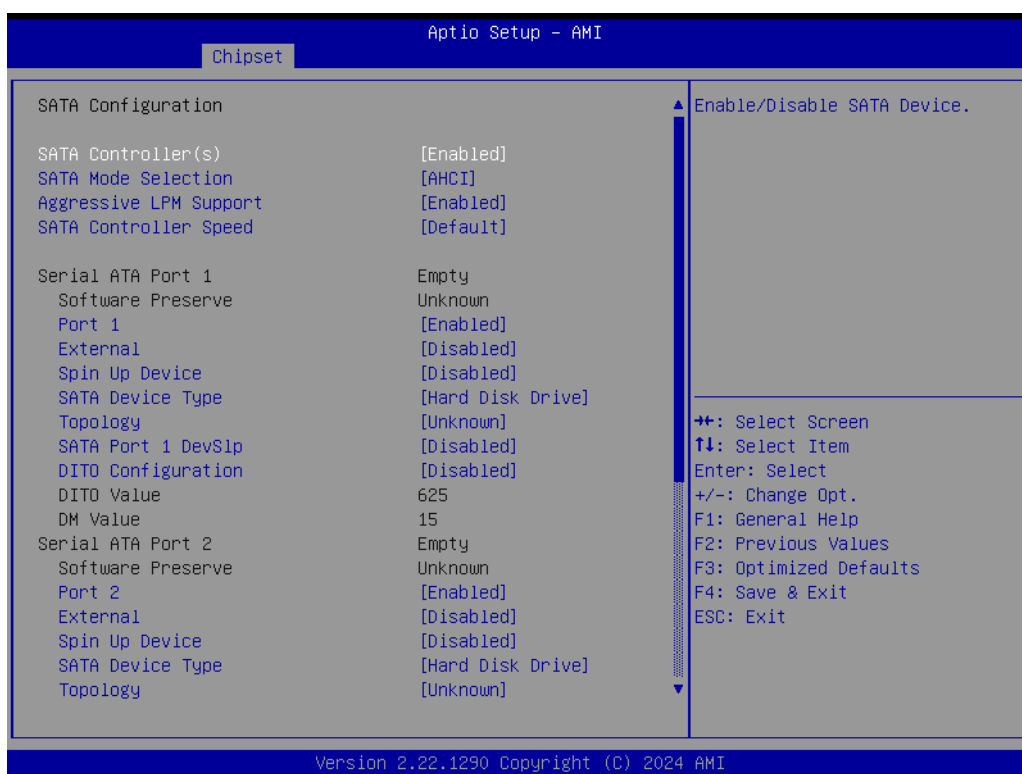 Aptio Setup – AMI
Chipset
SATA Configuration
Enable/Disable SATA Device.
SATA Controller(s) [Enabled]
SATA Mode Selection [AHCI]
Aggressive LPM Support [Enabled]
SATA Controller Speed [Default]
Serial ATA Port 1 Empty
Software Preserve Unknown
Port 1 [Enabled]
External [Disabled]
Spin Up Device [Disabled]
SATA Device Type [Hard Disk Drive]
Topology [Unknown]
SATA Port 1 DevSlp [Disabled]
DITO Configuration [Disabled]
DITO Value 625
DM Value 15
Serial ATA Port 2 Empty
Software Preserve Unknown
Port 2 [Enabled]
External [Disabled]
Spin Up Device [Disabled]
SATA Device Type [Hard Disk Drive]
Topology [Unknown]
→←: Select Screen
↑↓: Select Item
Enter: Select
+/-: Change Opt.
F1: General Help
F2: Previous Values
F3: Optimized Defaults
F4: Save & Exit
ESC: Exit
Version 2.22.1290 Copyright (C) 2024 AMI